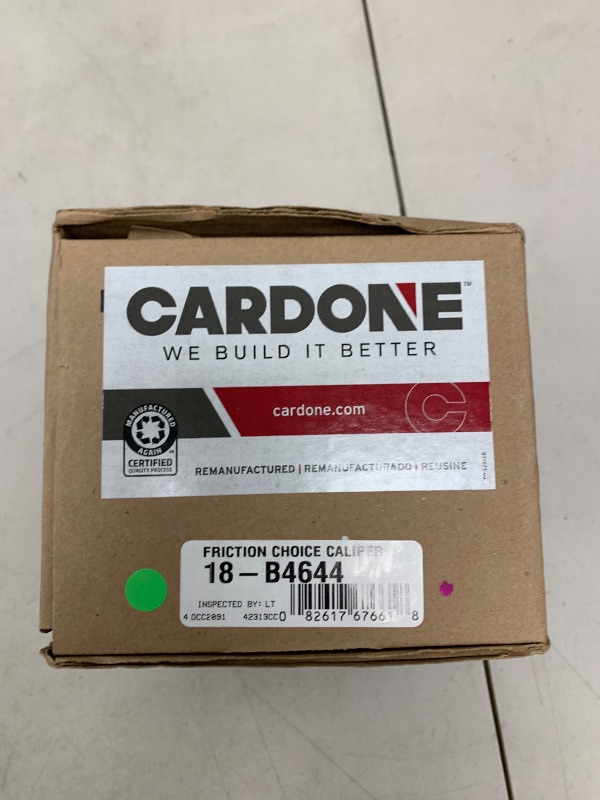 CARDONE™
WE BUILD IT BETTER
cardone.com
C
MANUFACTURED
AGAIN
CERTIFIED
QUALITY PROCESS
REMANUFACTURED | REMANUFACTURADO | REUSINE
FRICTION CHOICE CALIPER
18-B4644
INSPECTED BY: LT
4 DCC2091 42313CC
0 82617 67661 8